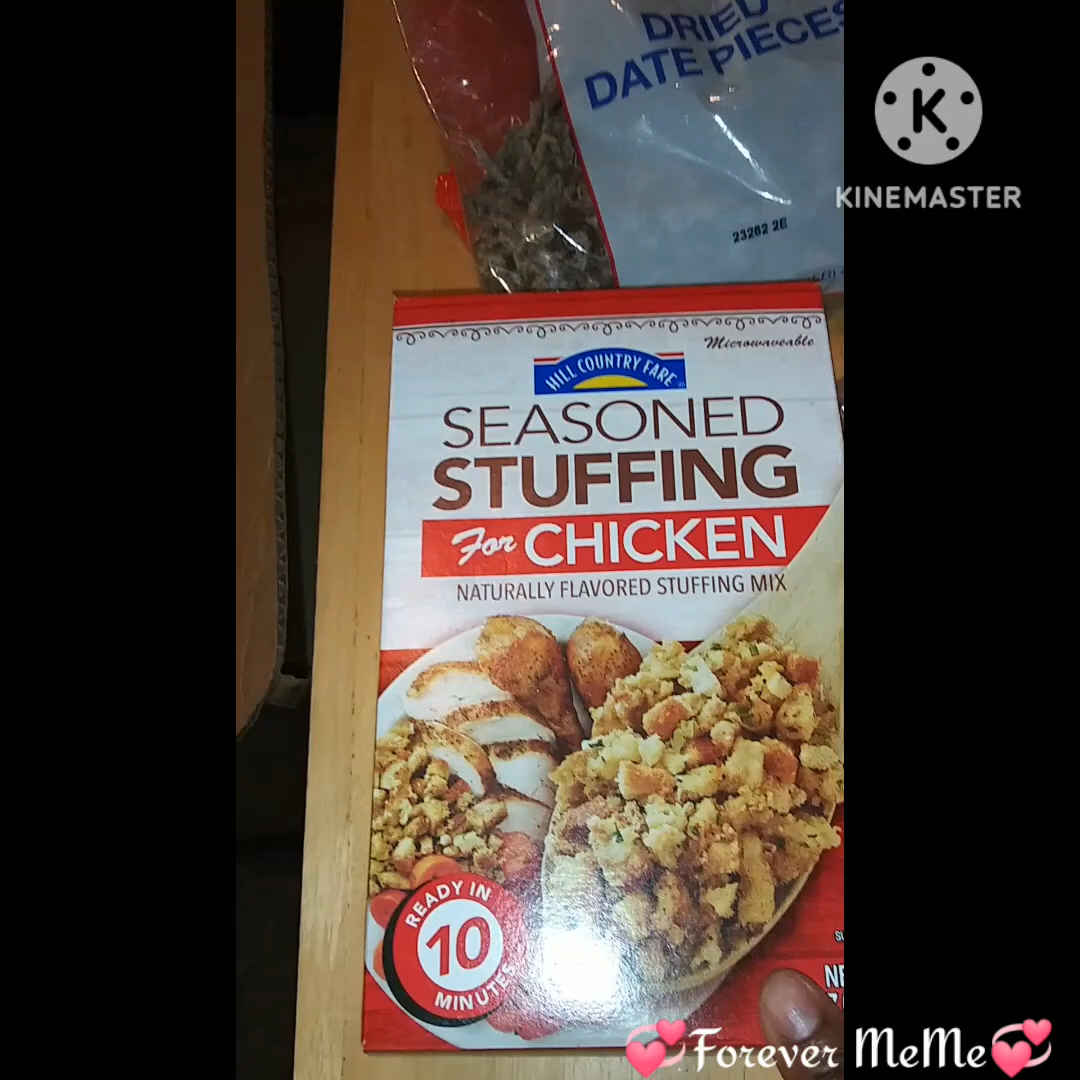 DRIED
DATE PIECES
K
KINEMASTER
23262 2E
Microwaveable
HILL COUNTRY FARE
SEASONED
STUFFING
For CHICKEN
NATURALLY FLAVORED STUFFING MIX
READY IN
10
MINUTES
Forever MeMe